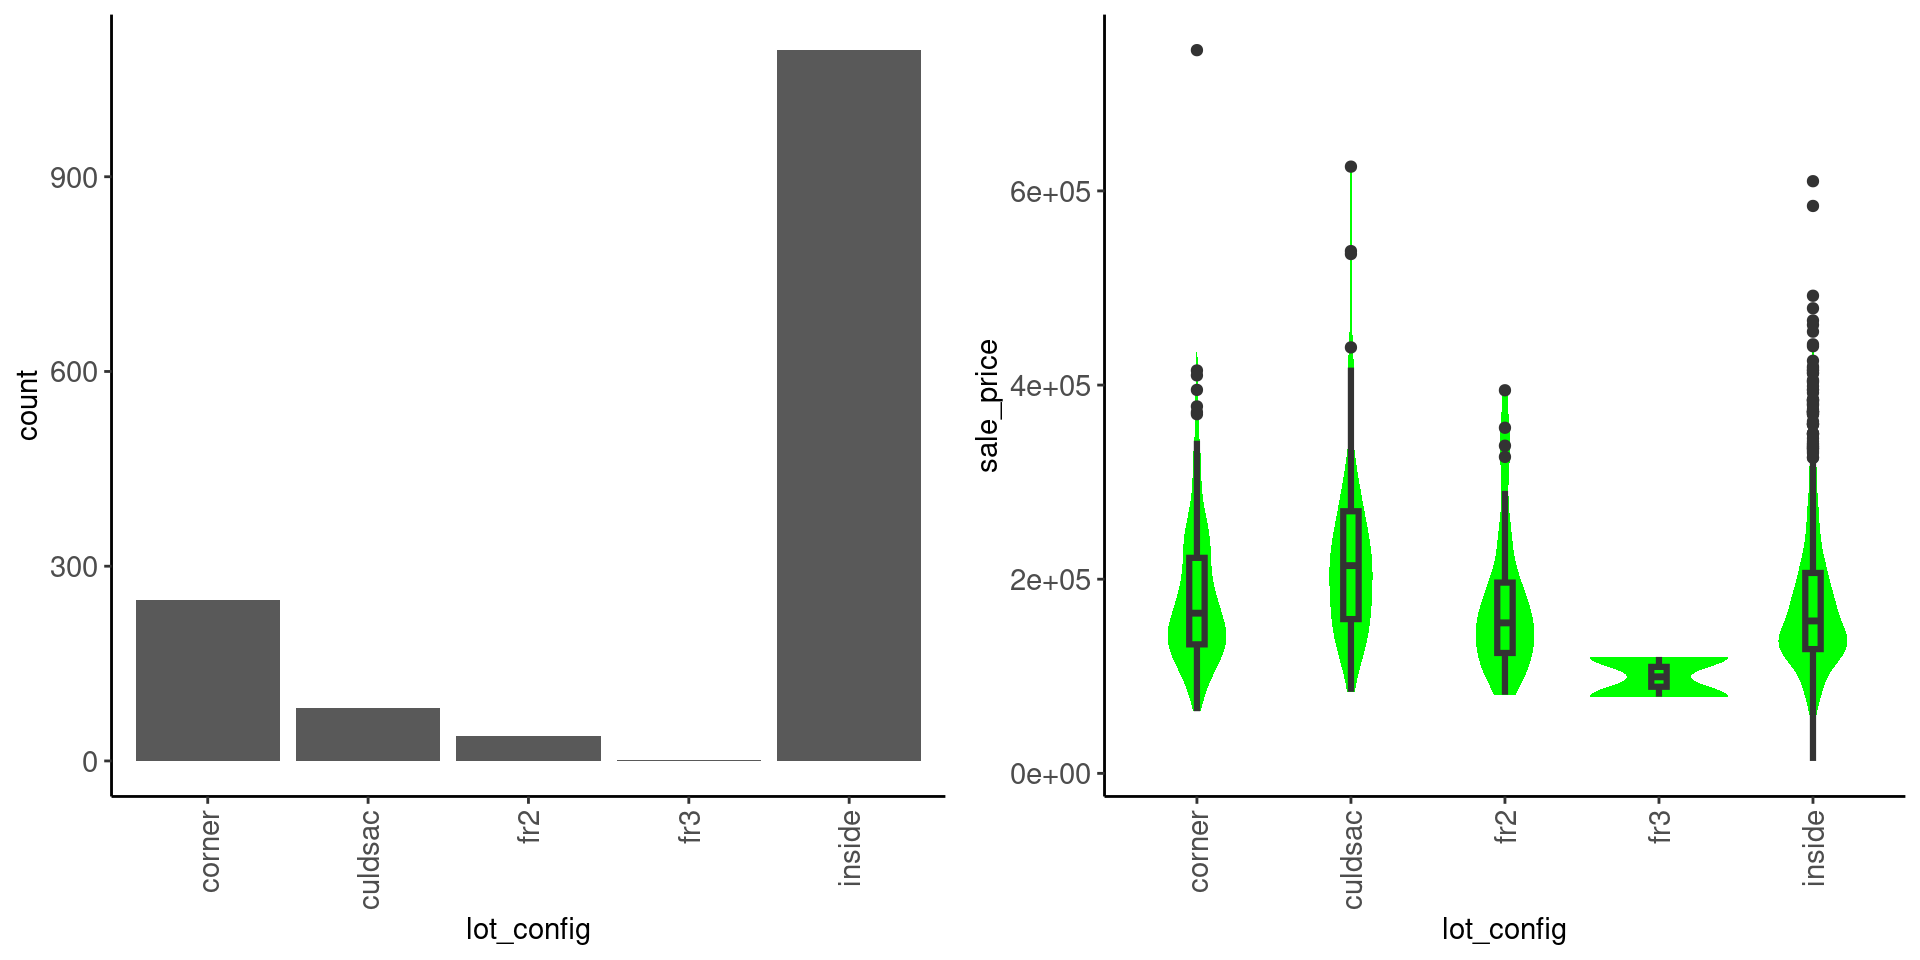 count
900
600
300
0
corner
culdsac
fr2
fr3
inside
lot_config
sale_price
6e+05
4e+05
2e+05
0e+00
corner
culdsac
fr2
fr3
inside
lot_config